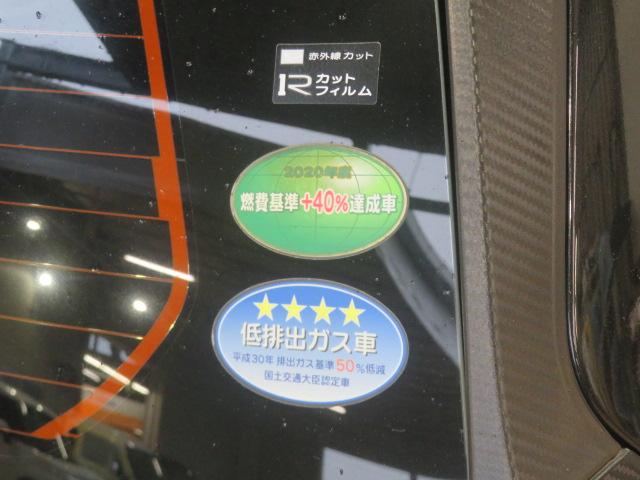 赤外線カット
IRカット
フィルム
2020年度
燃費基準+40%達成車
★★★★
低排出ガス車
平成30年 排出ガス基準50%低減
国土交通大臣認定車